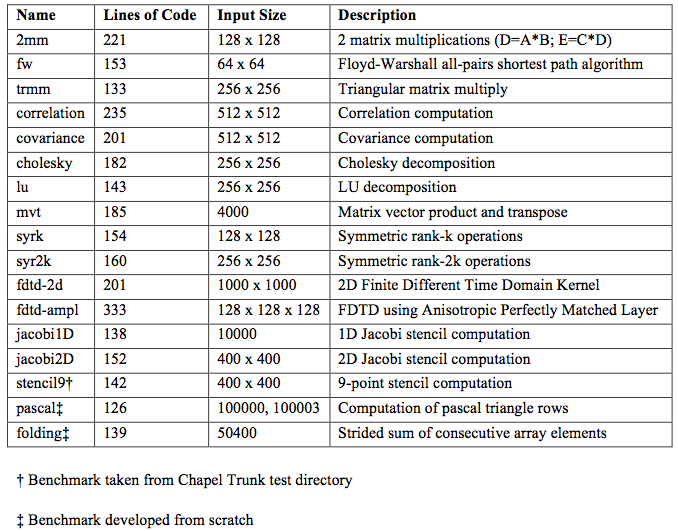 Name Lines of Code Input Size Description
2mm 221 128 x 128 2 matrix multiplications (D=A*B; E=C*D)
fw 153 64 x 64 Floyd-Warshall all-pairs shortest path algorithm
trmm 133 256 x 256 Triangular matrix multiply
correlation 235 512 x 512 Correlation computation
covariance 201 512 x 512 Covariance computation
cholesky 182 256 x 256 Cholesky decomposition
lu 143 256 x 256 LU decomposition
mvt 185 4000 Matrix vector product and transpose
syrk 154 128 x 128 Symmetric rank-k operations
syr2k 160 256 x 256 Symmetric rank-2k operations
fdtd-2d 201 1000 x 1000 2D Finite Different Time Domain Kernel
fdtd-ampl 333 128 x 128 x 128 FDTD using Anisotropic Perfectly Matched Layer
jacobi1D 138 10000 1D Jacobi stencil computation
jacobi2D 152 400 x 400 2D Jacobi stencil computation
stencil9† 142 400 x 400 9-point stencil computation
pascal‡ 126 100000, 100003 Computation of pascal triangle rows
folding‡ 139 50400 Strided sum of consecutive array elements
† Benchmark taken from Chapel Trunk test directory
‡ Benchmark developed from scratch